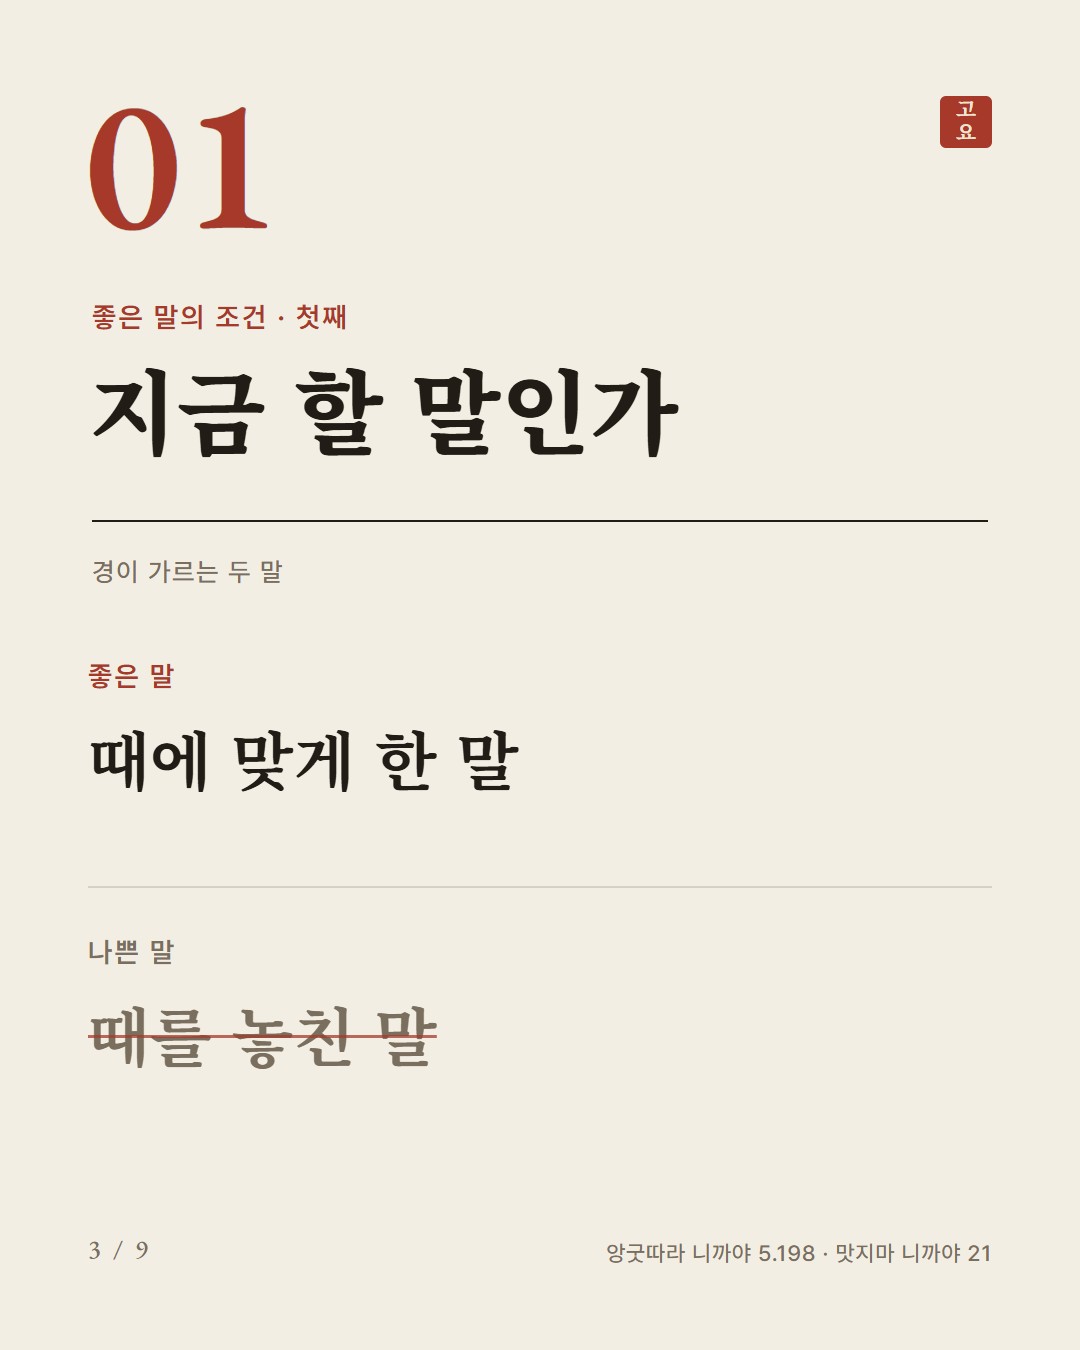 01
고
요
좋은 말의 조건 · 첫째
지금 할 말인가
경이 가르는 두 말
좋은 말
때에 맞게 한 말
나쁜 말
때를 놓친 말
3 / 9
앙굿따라 니까야 5.198 · 맛지마 니까야 21